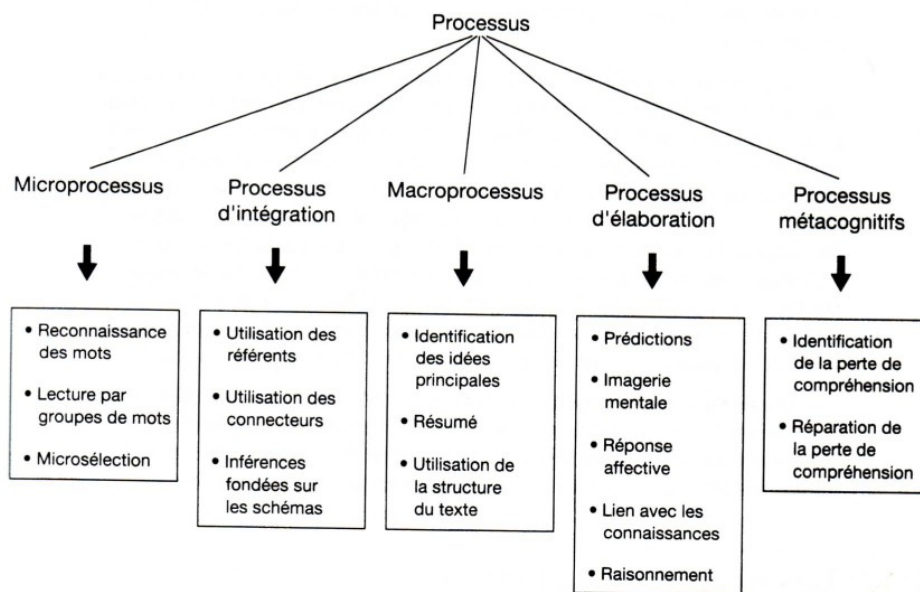 Processus
Microprocessus
Processus
d'intégration
Macroprocessus
Processus
d'élaboration
Processus
métacognitifs
• Reconnaissance
des mots
• Lecture par
groupes de mots
• Microsélection
• Utilisation des
référents
• Utilisation des
connecteurs
• Inférences
fondées sur
les schémas
• Identification
des idées
principales
• Résumé
• Utilisation de
la structure
du texte
• Prédictions
• Imagerie
mentale
• Réponse
affective
• Lien avec les
connaissances
• Raisonnement
• Identification
de la perte de
compréhension
• Réparation de
la perte de
compréhension